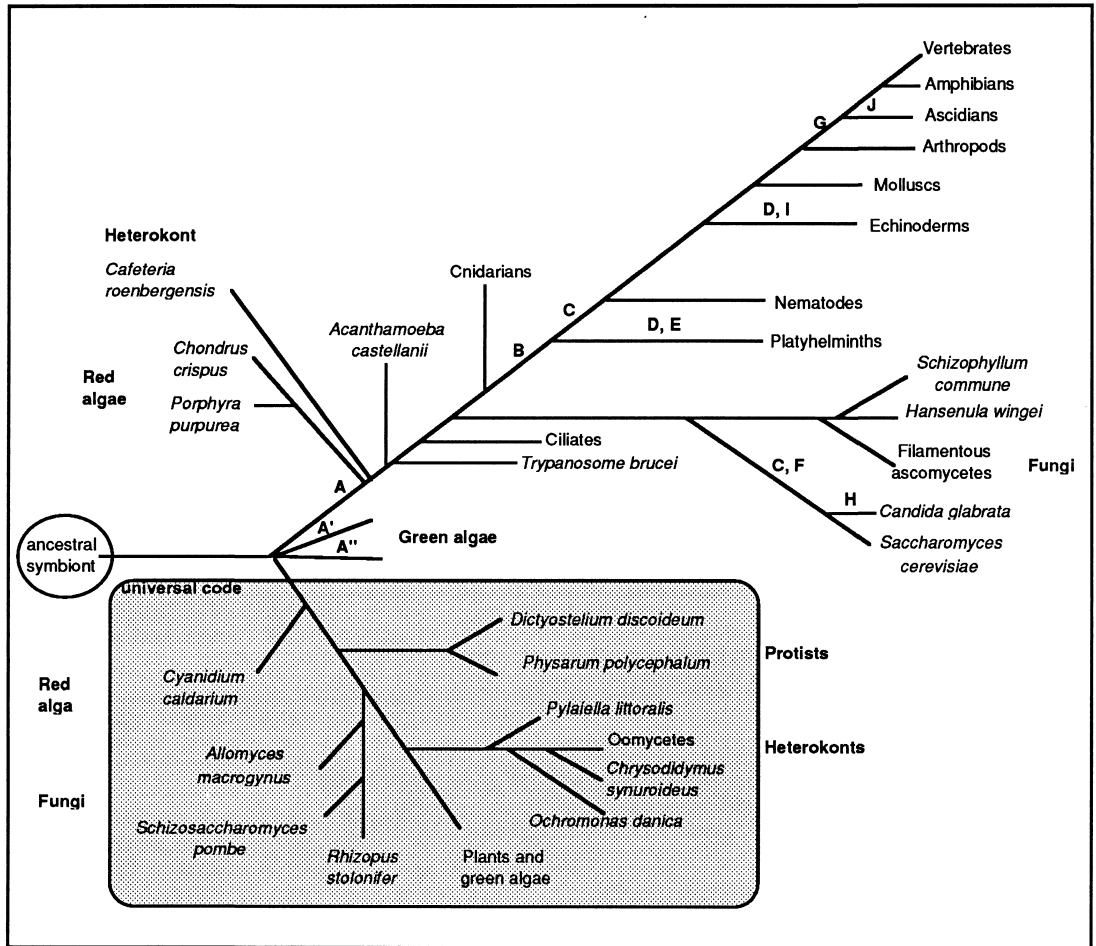 Vertebrates
Amphibians
J
Ascidians
G
Arthropods
Molluscs
D, I
Echinoderms
Heterokont
Cafeteria
roenbergensis
Cnidarians
C
Nematodes
D, E
Platyhelminths
B
Acanthamoeba
castellanii
Chondrus
crispus
Red
algae
Porphyra
purpurea
Schizophyllum
commune
Hansenula wingei
Ciliates
Trypanosome brucei
Filamentous
ascomycetes
Fungi
C, F
A
H
Candida glabrata
Saccharomyces
cerevisiae
A'
A"
Green algae
ancestral
symbiont
universal code
Dictyostelium discoideum
Physarum polycephalum
Protists
Cyanidium
caldarium
Red
alga
Pylaiella littoralis
Oomycetes
Heterokonts
Chrysodidymus
synuroideus
Ochromonas danica
Allomyces
macrogynus
Fungi
Schizosaccharomyces
pombe
Rhizopus
stolonifer
Plants and
green algae